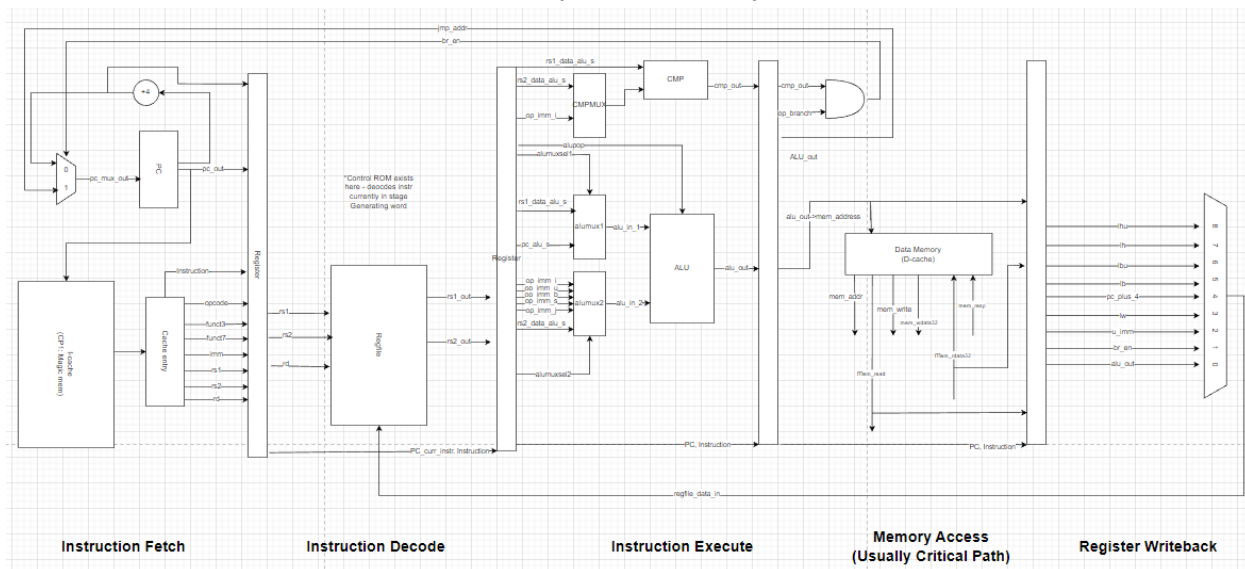 jmp_addr
br_en
+4
PC
0
1
pc_mux_out
pc_out
I-cache
(CP1: Magic mem)
Cache entry
Instruction
opcode
funct3
funct7
imm
rs1
rs2
rd
Register
*Control ROM exists
here - deocdes instr
currently in stage
Generating word
rs1
rs2
rd
Regfile
rs1_out
rs2_out
PC_curr_instr, Instruction
Register
rs1_data_alu_s
rs2_data_alu_s
op_imm_i
CMPMUX
CMP
cmp_out
alupop
alumuxsel1
rs1_data_alu_s
pc_alu_s
alumux1
alu_in_1
op_imm_i
op_imm_u
op_imm_b
op_imm_s
op_imm_j
rs2_data_alu_s
alumux2
alu_in_2
alumuxsel2
ALU
alu_out
PC, Instruction
cmp_out
op_branch
ALU_out
alu_out->mem_address
Data Memory
(D-cache)
mem_addr
mem_write
mem_wdata32
mem_resp
mem_rdata32
mem_read
PC, Instruction
lhu
lh
lbu
lb
pc_plus_4
lw
u_imm
br_en
alu_out
8
7
6
5
4
3
2
1
0
regfile_data_in
Instruction Fetch
Instruction Decode
Instruction Execute
Memory Access
(Usually Critical Path)
Register Writeback